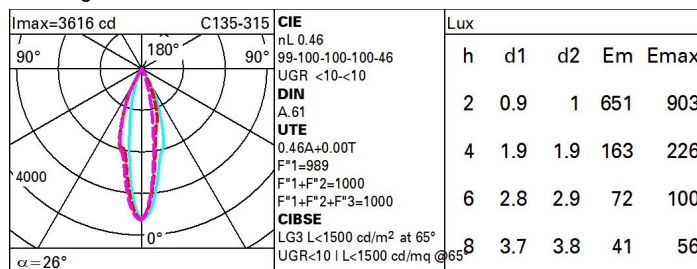 Imax=3616 cd C135-315
90° 180° 90°
4000
0°
α=26°
CIE
nL 0.46
99-100-100-100-46
UGR <10-<10
DIN
A.61
UTE
0.46A+0.00T
F"1=989
F"1+F"2=1000
F"1+F"2+F"3=1000
CIBSE
LG3 L<1500 cd/m² at 65°
UGR<10 | L<1500 cd/mq @65°
Lux
h d1 d2 Em Emax
2 0.9 1 651 903
4 1.9 1.9 163 226
6 2.8 2.9 72 100
8 3.7 3.8 41 56